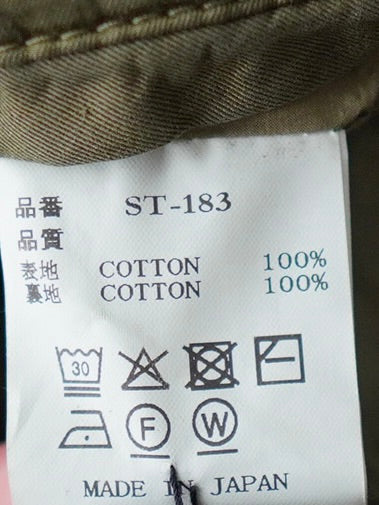 品番 ST-183
品質
表地 COTTON 100%
裏地 COTTON 100%
30
F W
MADE IN JAPAN